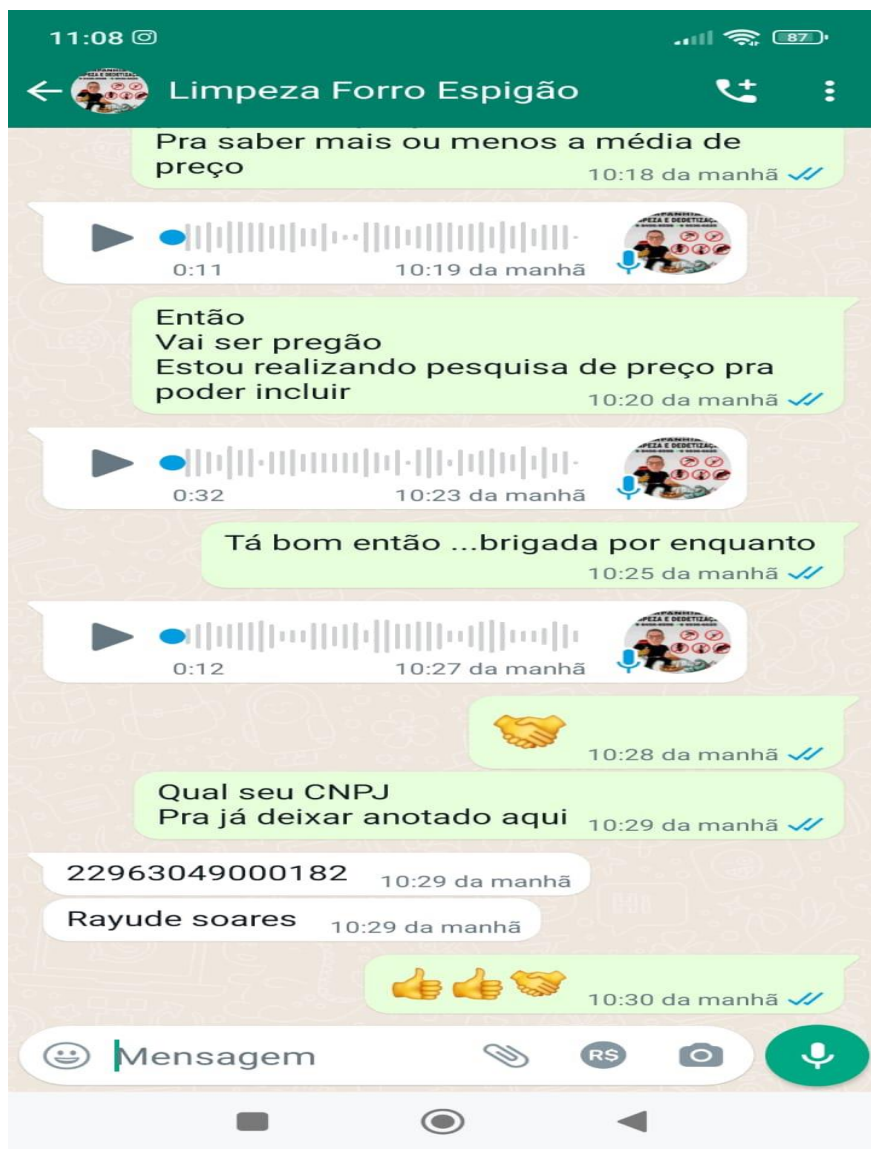 11:08
87
Limpeza Forro Espigão
Pra saber mais ou menos a média de
preço
10:18 da manhã
0:11
10:19 da manhã
Então
Vai ser pregão
Estou realizando pesquisa de preço pra
poder incluir
10:20 da manhã
0:32
10:23 da manhã
Tá bom então ...brigada por enquanto
10:25 da manhã
0:12
10:27 da manhã
10:28 da manhã
Qual seu CNPJ
Pra já deixar anotado aqui
10:29 da manhã
22963049000182
10:29 da manhã
Rayude soares
10:29 da manhã
10:30 da manhã
Mensagem
R$